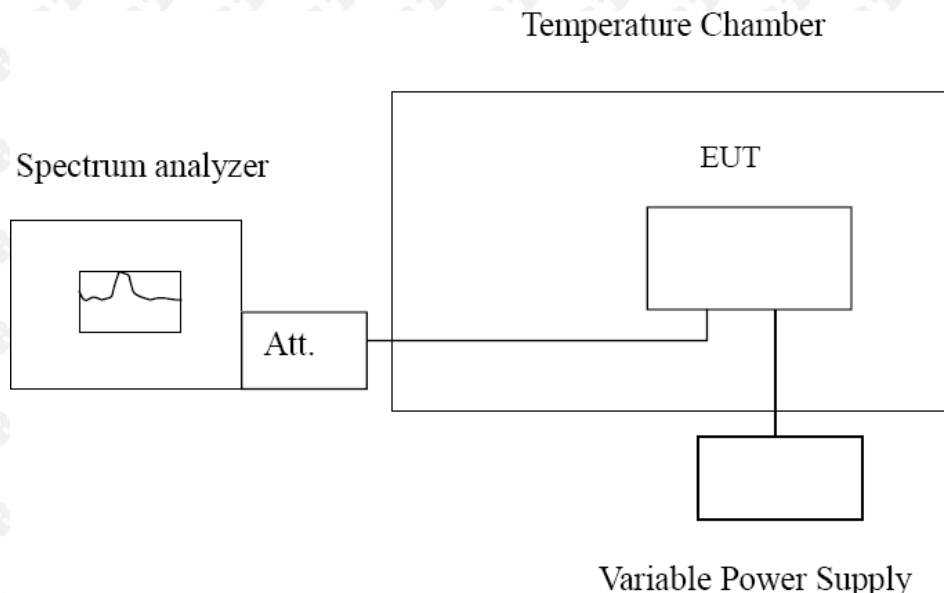 Temperature Chamber
Spectrum analyzer
EUT
Att.
Variable Power Supply